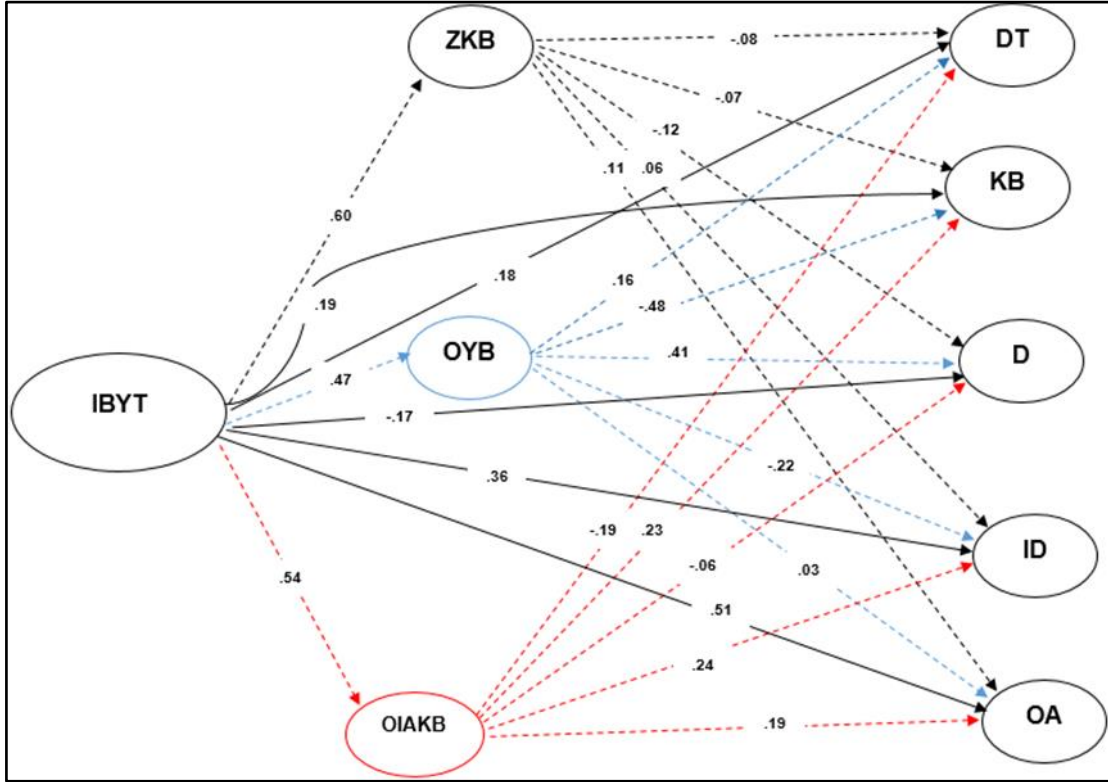 ZKB
DT
-.08
-.07
-.12
.11
.06
KB
.60
.18
.16
.19
-.48
OYB
.41
D
.47
IBYT
-.17
-.22
.36
-.19
.23
ID
-.06
.03
.54
.51
.24
OIAKB
.19
OA